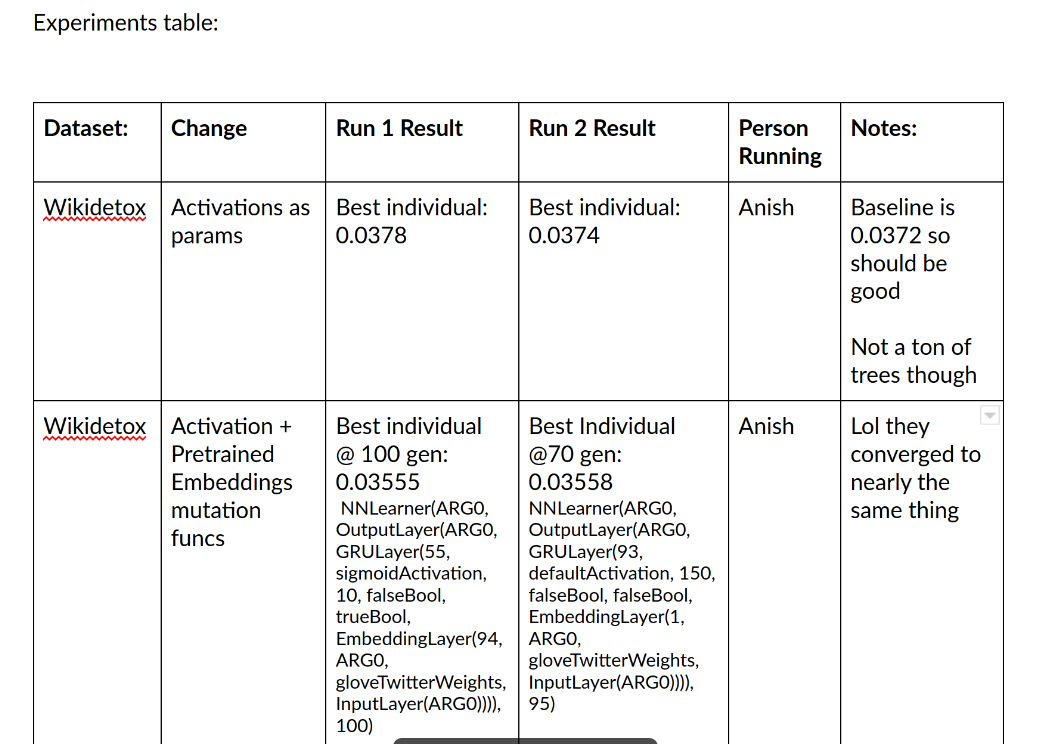 Experiments table:
Dataset:
Change
Run 1 Result
Run 2 Result
Person
Running
Notes:
Wikidetox
Activations as
params
Best individual:
0.0378
Best individual:
0.0374
Anish
Baseline is
0.0372 so
should be
good
Not a ton of
trees though
Wikidetox
Activation +
Pretrained
Embeddings
mutation
funcs
Best individual
@ 100 gen:
0.03555
NNLearner(ARG0,
OutputLayer(ARG0,
GRULayer(55,
sigmoidActivation,
10, falseBool,
trueBool,
EmbeddingLayer(94,
ARG0,
gloveTwitterWeights,
InputLayer(ARG0)))),
100)
Best Individual
@70 gen:
0.03558
NNLearner(ARG0,
OutputLayer(ARG0,
GRULayer(93,
defaultActivation, 150,
falseBool, falseBool,
EmbeddingLayer(1,
ARG0,
gloveTwitterWeights,
InputLayer(ARG0)))),
95)
Anish
Lol they
converged to
nearly the
same thing